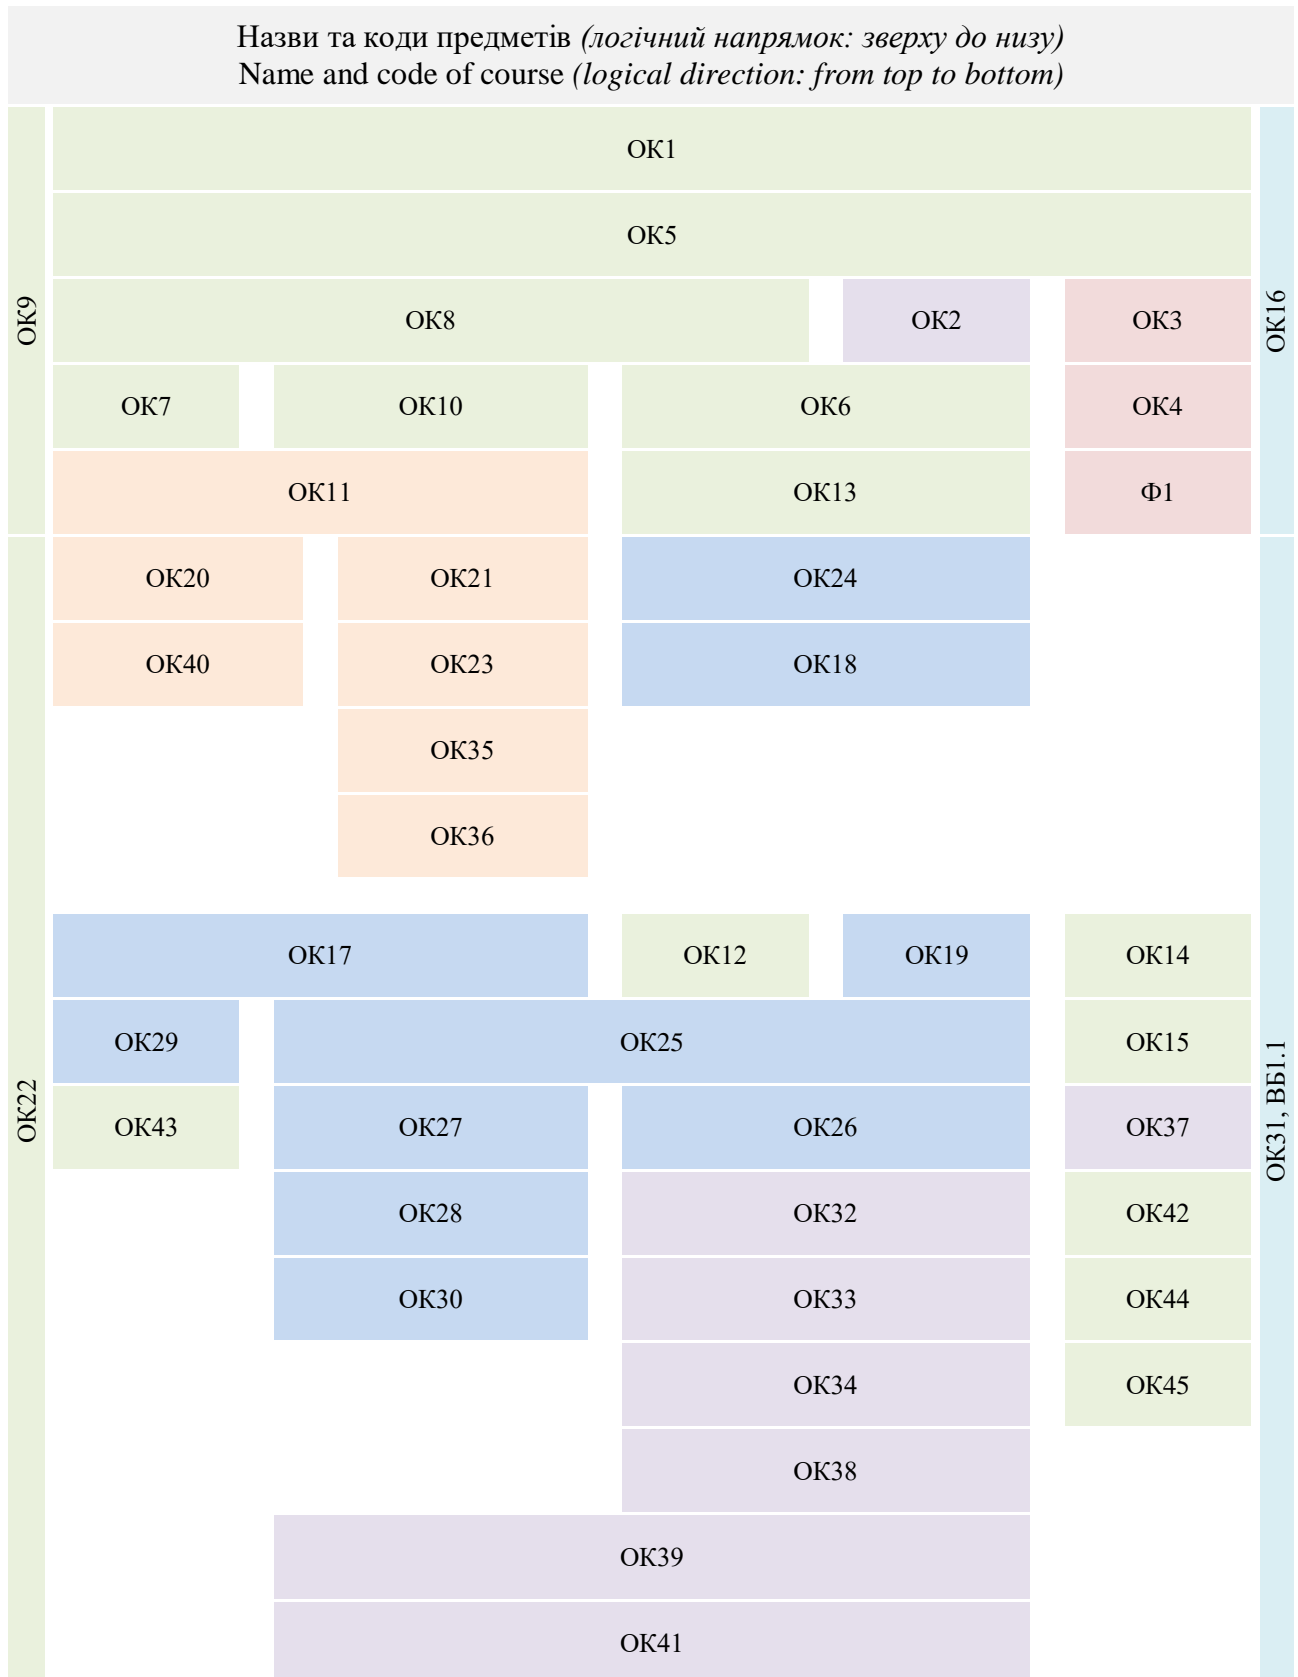 Назви та коди предметів (логічний напрямок: зверху до низу)
Name and code of course (logical direction: from top to bottom)
ОК9
ОК1
ОК16
ОК5
ОК8
ОК2
ОК3
ОК7
ОК10
ОК6
ОК4
ОК11
ОК13
Ф1
ОК22
ОК20
ОК21
ОК24
ОК31, ВБ1.1
ОК40
ОК23
ОК18
ОК35
ОК36
ОК17
ОК12
ОК19
ОК14
ОК29
ОК25
ОК15
ОК43
ОК27
ОК26
ОК37
ОК28
ОК32
ОК42
ОК30
ОК33
ОК44
ОК34
ОК45
ОК38
ОК39
ОК41